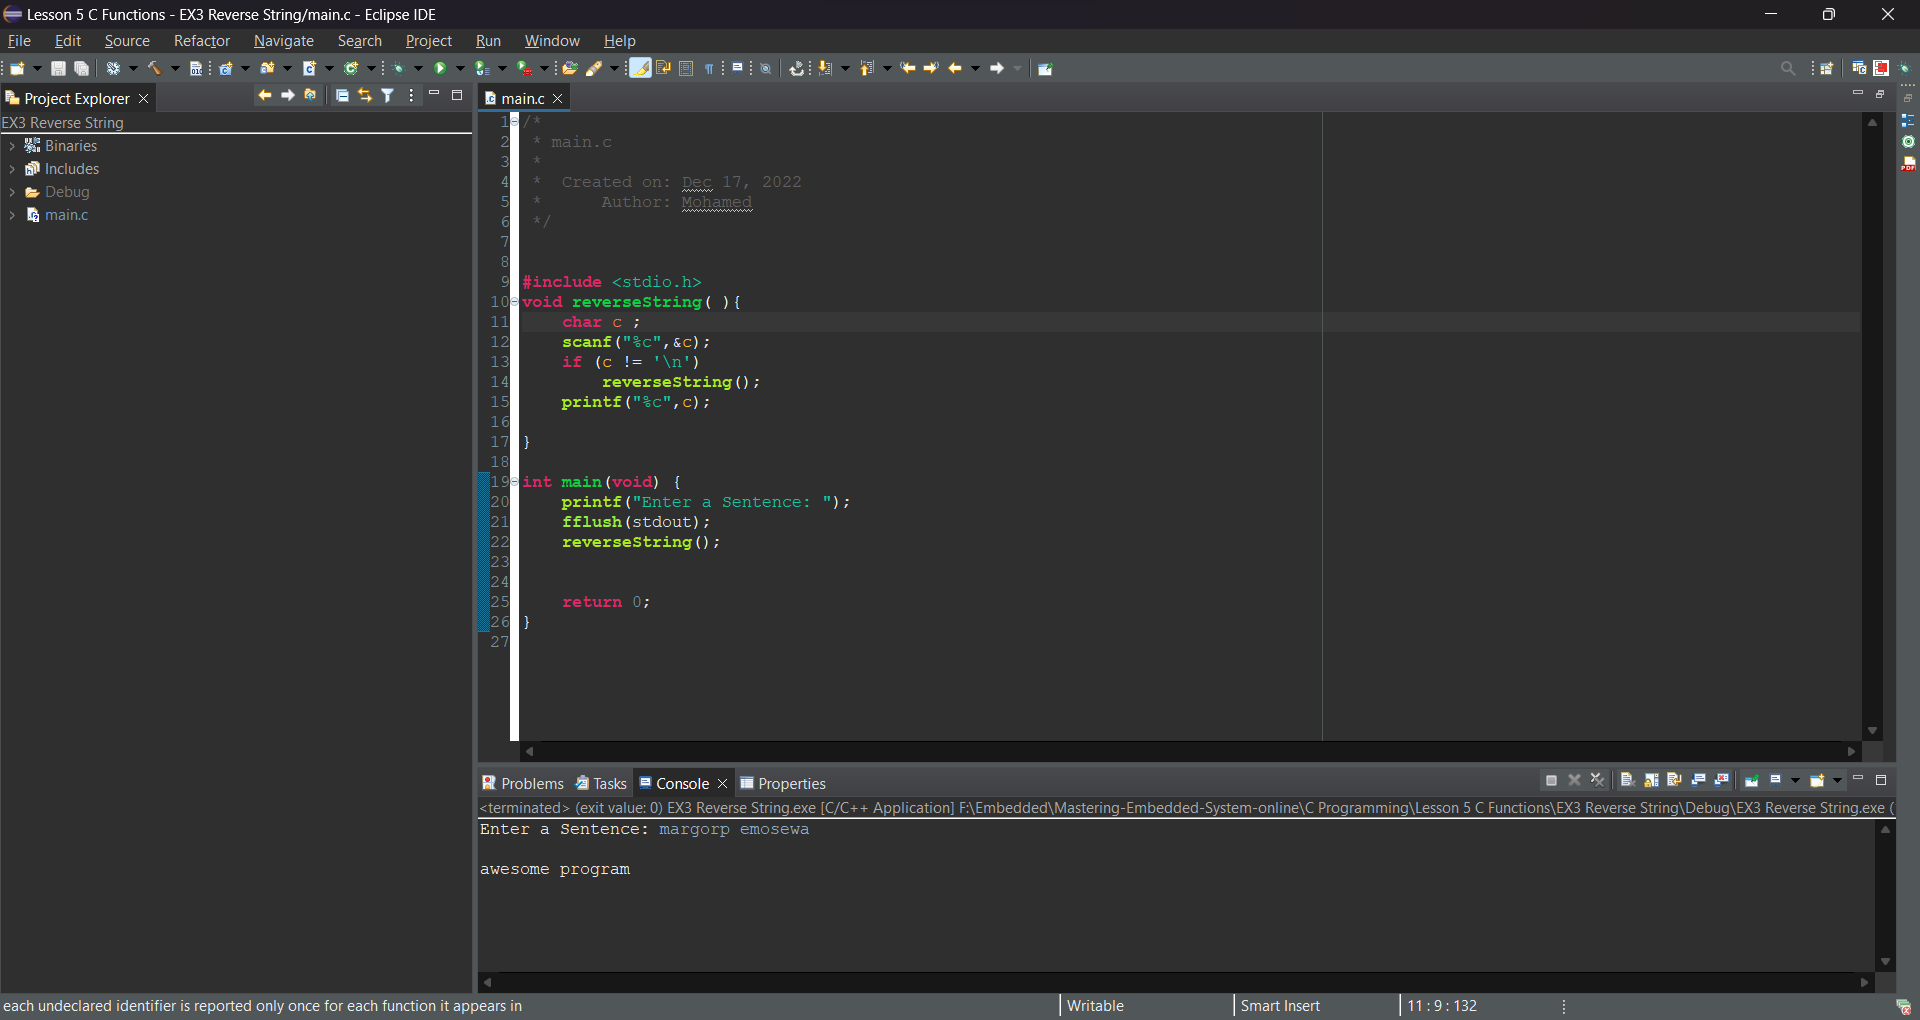 Lesson 5 C Functions - EX3 Reverse String/main.c - Eclipse IDE
File Edit Source Refactor Navigate Search Project Run Window Help
Project Explorer
EX3 Reverse String
Binaries
Includes
Debug
main.c
main.c
1 /*
2 * main.c
3 *
4 * Created on: Dec 17, 2022
5 * Author: Mohamed
6 */
7
8
9 #include <stdio.h>
10 void reverseString( ){
11 char c ;
12 scanf("%c",&c);
13 if (c != '\n')
14 reverseString();
15 printf("%c",c);
16
17 }
18
19 int main(void) {
20 printf("Enter a Sentence: ");
21 fflush(stdout);
22 reverseString();
23
24
25 return 0;
26 }
27
Problems Tasks Console Properties
<terminated> (exit value: 0) EX3 Reverse String.exe [C/C++ Application] F:\Embedded\Mastering-Embedded-System-online\C Programming\Lesson 5 C Functions\EX3 Reverse String\Debug\EX3 Reverse String.exe (
Enter a Sentence: margorp emosewa
awesome program
each undeclared identifier is reported only once for each function it appears in
Writable
Smart Insert
11 : 9 : 132